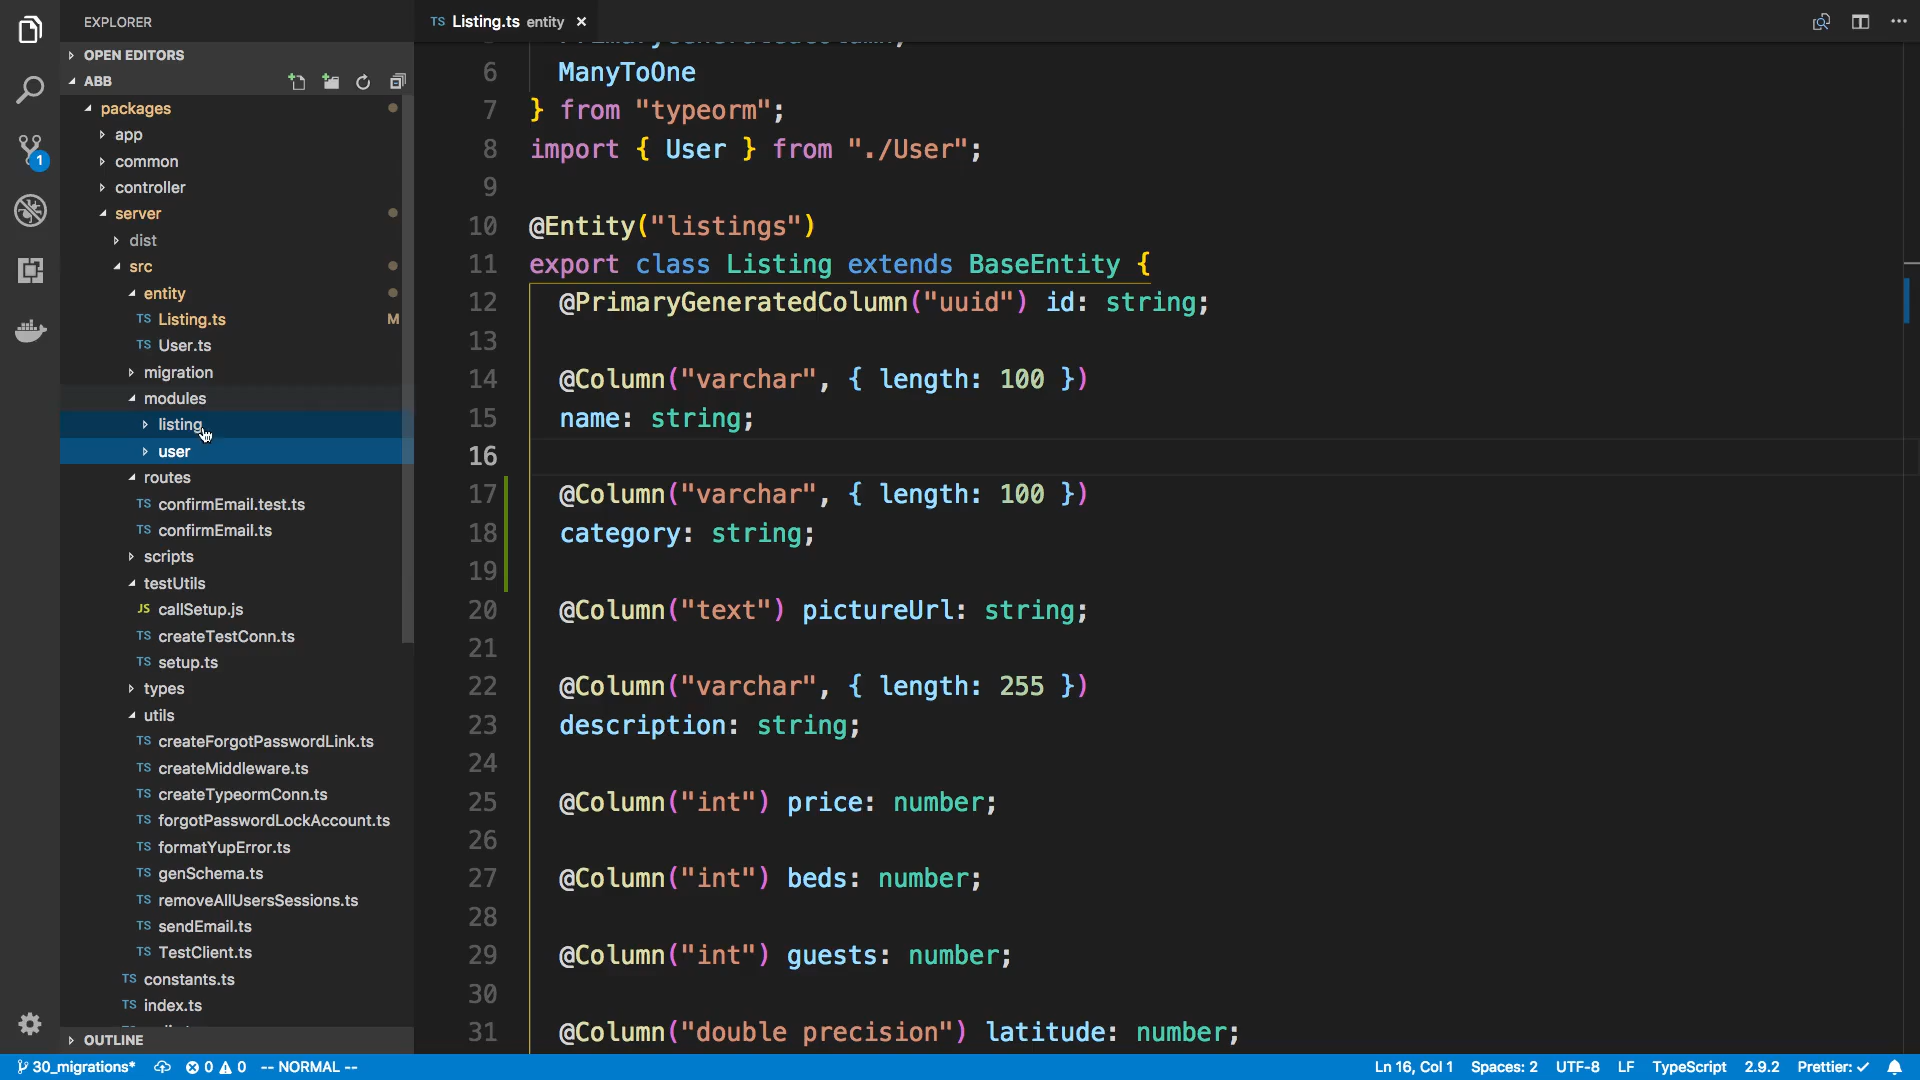 EXPLORER
OPEN EDITORS
ABB
packages
app
common
controller
server
dist
src
entity
TS Listing.ts M
TS User.ts
migration
modules
listing
user
routes
TS confirmEmail.test.ts
TS confirmEmail.ts
scripts
testUtils
JS callSetup.js
TS createTestConn.ts
TS setup.ts
types
utils
TS createForgotPasswordLink.ts
TS createMiddleware.ts
TS createTypeormConn.ts
TS forgotPasswordLockAccount.ts
TS formatYupError.ts
TS genSchema.ts
TS removeAllUsersSessions.ts
TS sendEmail.ts
TS TestClient.ts
TS constants.ts
TS index.ts
OUTLINE
1
TS Listing.ts entity ×
6 ManyToOne
7 } from "typeorm";
8 import { User } from "./User";
9
10 @Entity("listings")
11 export class Listing extends BaseEntity {
12 @PrimaryGeneratedColumn("uuid") id: string;
13
14 @Column("varchar", { length: 100 })
15 name: string;
16
17 @Column("varchar", { length: 100 })
18 category: string;
19
20 @Column("text") pictureUrl: string;
21
22 @Column("varchar", { length: 255 })
23 description: string;
24
25 @Column("int") price: number;
26
27 @Column("int") beds: number;
28
29 @Column("int") guests: number;
30
31 @Column("double precision") latitude: number;
30_migrations* 0 0 -- NORMAL -- Ln 16, Col 1 Spaces: 2 UTF-8 LF TypeScript 2.9.2 Prettier: ✓